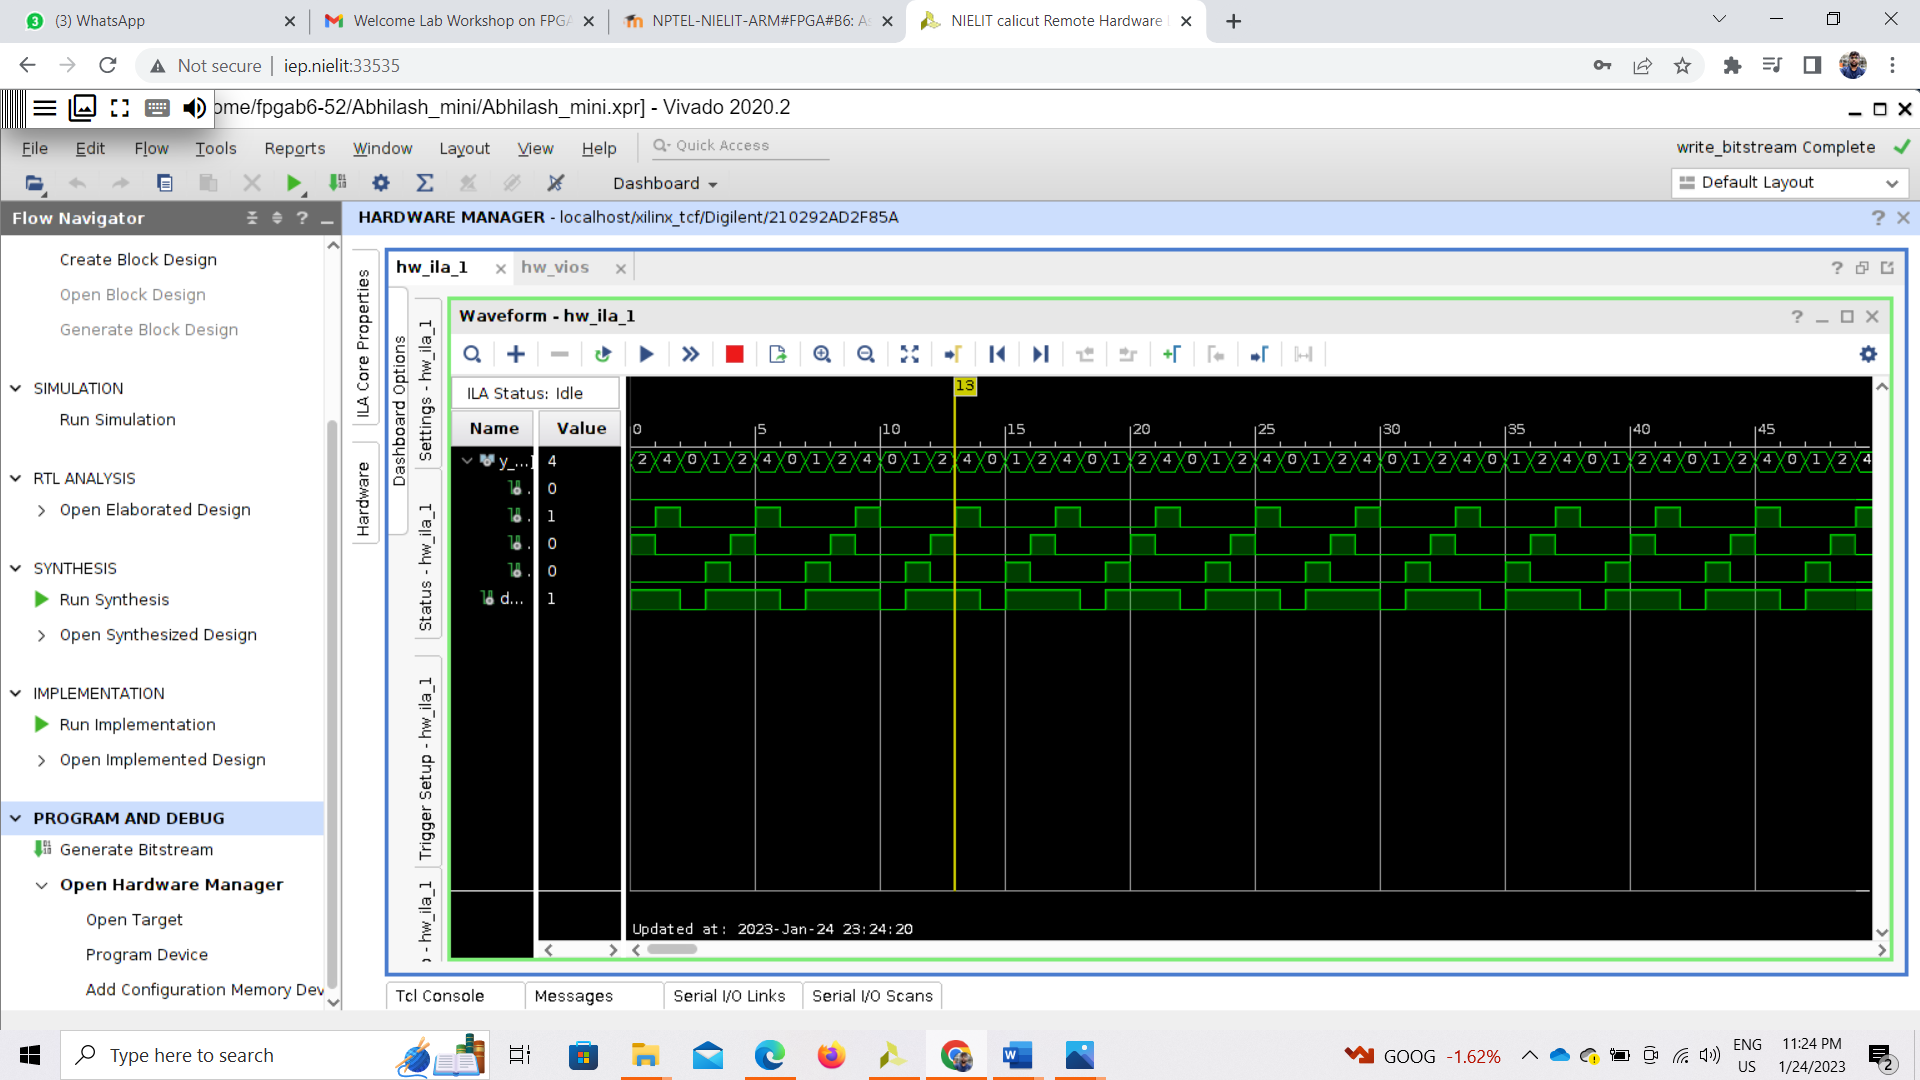 (3) WhatsApp
Welcome Lab Workshop on FPGA
NPTEL-NIELIT-ARM#FPGA#B6: As
NIELIT calicut Remote Hardware
Not secure
iep.nielit:33535
ome/fpgab6-52/Abhilash_mini/Abhilash_mini.xpr] - Vivado 2020.2
File Edit Flow Tools Reports Window Layout View Help
Quick Access
write_bitstream Complete
Dashboard
Default Layout
Flow Navigator
HARDWARE MANAGER - localhost/xilinx_tcf/Digilent/210292AD2F85A
Create Block Design
Open Block Design
Generate Block Design
SIMULATION
Run Simulation
RTL ANALYSIS
Open Elaborated Design
SYNTHESIS
Run Synthesis
Open Synthesized Design
IMPLEMENTATION
Run Implementation
Open Implemented Design
PROGRAM AND DEBUG
Generate Bitstream
Open Hardware Manager
Open Target
Program Device
Add Configuration Memory Dev
ILA Core Properties
Hardware
hw_ila_1
hw_vios
Dashboard Options
Settings - hw_ila_1
Status - hw_ila_1
Trigger Setup - hw_ila_1
- hw_ila_1
Waveform - hw_ila_1
ILA Status: Idle
Name Value
13
0 5 10 15 20 25 30 35 40 45
y_...] 4
2 4 0 1 2 4 0 1 2 4 0 1 2 4 0 1 2 4 0 1 2 4 0 1 2 4 0 1 2 4 0 1 2 4 0 1 2 4 0 1 2 4 0 1 2 4 0 1 2 4
. 0
. 1
. 0
. 0
d... 1
Updated at: 2023-Jan-24 23:24:20
Tcl Console
Messages
Serial I/O Links
Serial I/O Scans
Type here to search
GOOG -1.62%
ENG
US
11:24 PM
1/24/2023
2